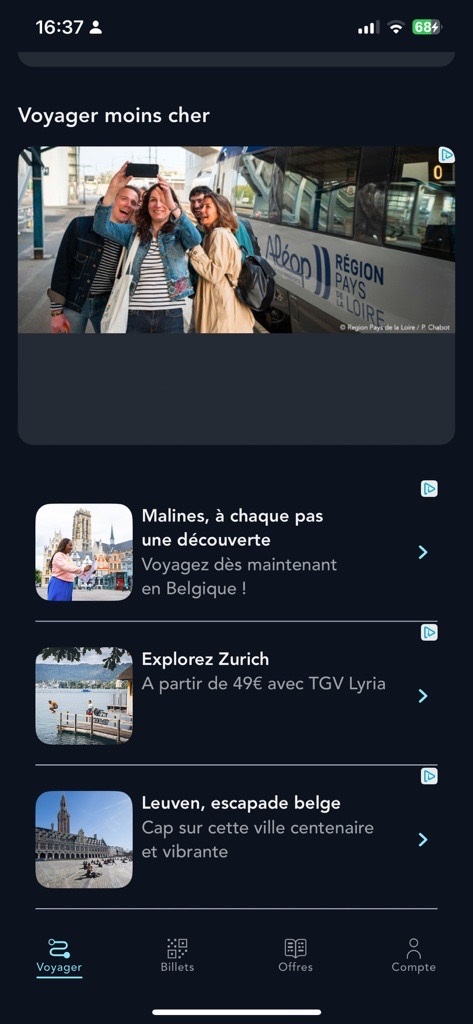 16:37
68
Voyager moins cher
0
Aléop
RÉGION
PAYS
DE LA
LOIRE
© Région Pays de la Loire / P. Chabot
Malines, à chaque pas
une découverte
Voyagez dès maintenant
en Belgique !
Explorez Zurich
A partir de 49€ avec TGV Lyria
Leuven, escapade belge
Cap sur cette ville centenaire
et vibrante
Voyager
Billets
Offres
Compte